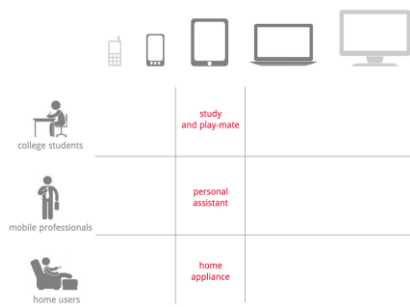 study
and play-mate
college students
personal
assistant
mobile professionals
home
appliance
home users